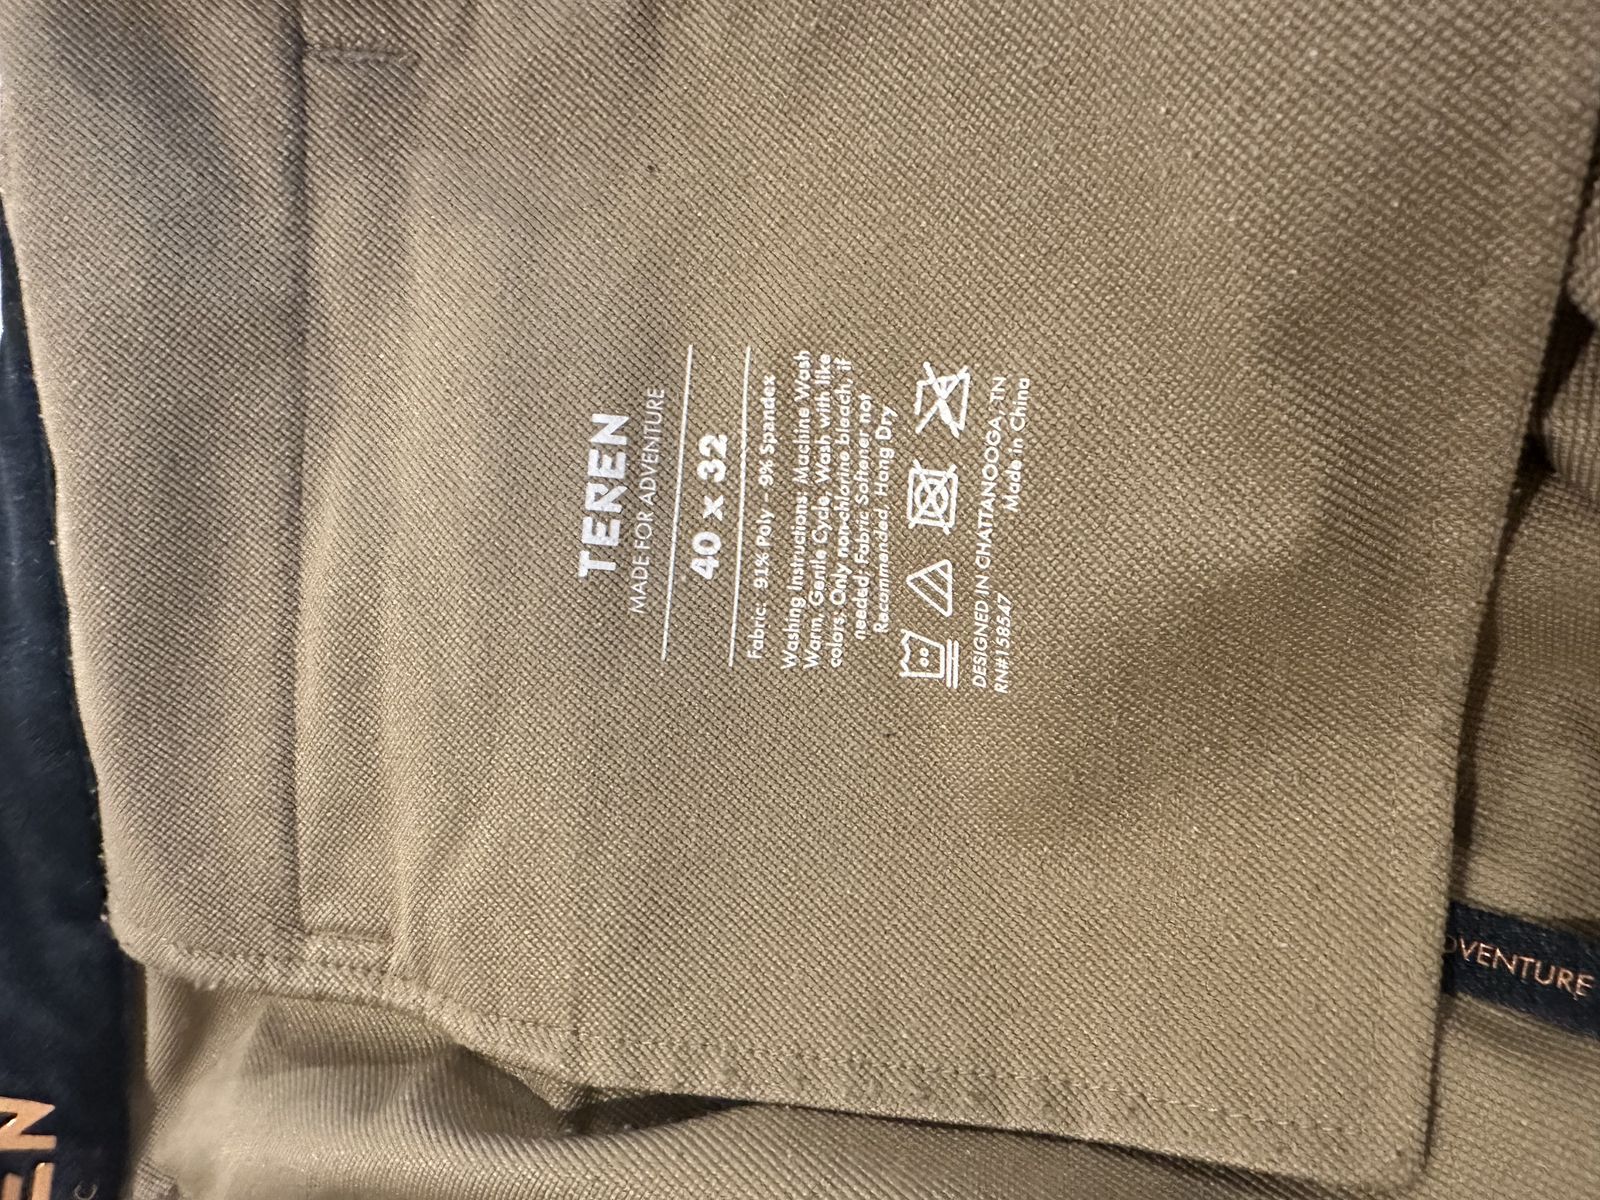 TEREN
MADE FOR ADVENTURE
40 x 32
Fabric: 91% Poly - 9% Spandex
Washing Instructions: Machine Wash
Warm, Gentle Cycle, Wash with like
colors. Only non-chlorine bleach, if
needed. Fabric Softener not
Recommended. Hang Dry
DESIGNED IN CHATTANOOGA, TN
RN#158547 Made in China
DVENTURE
EN